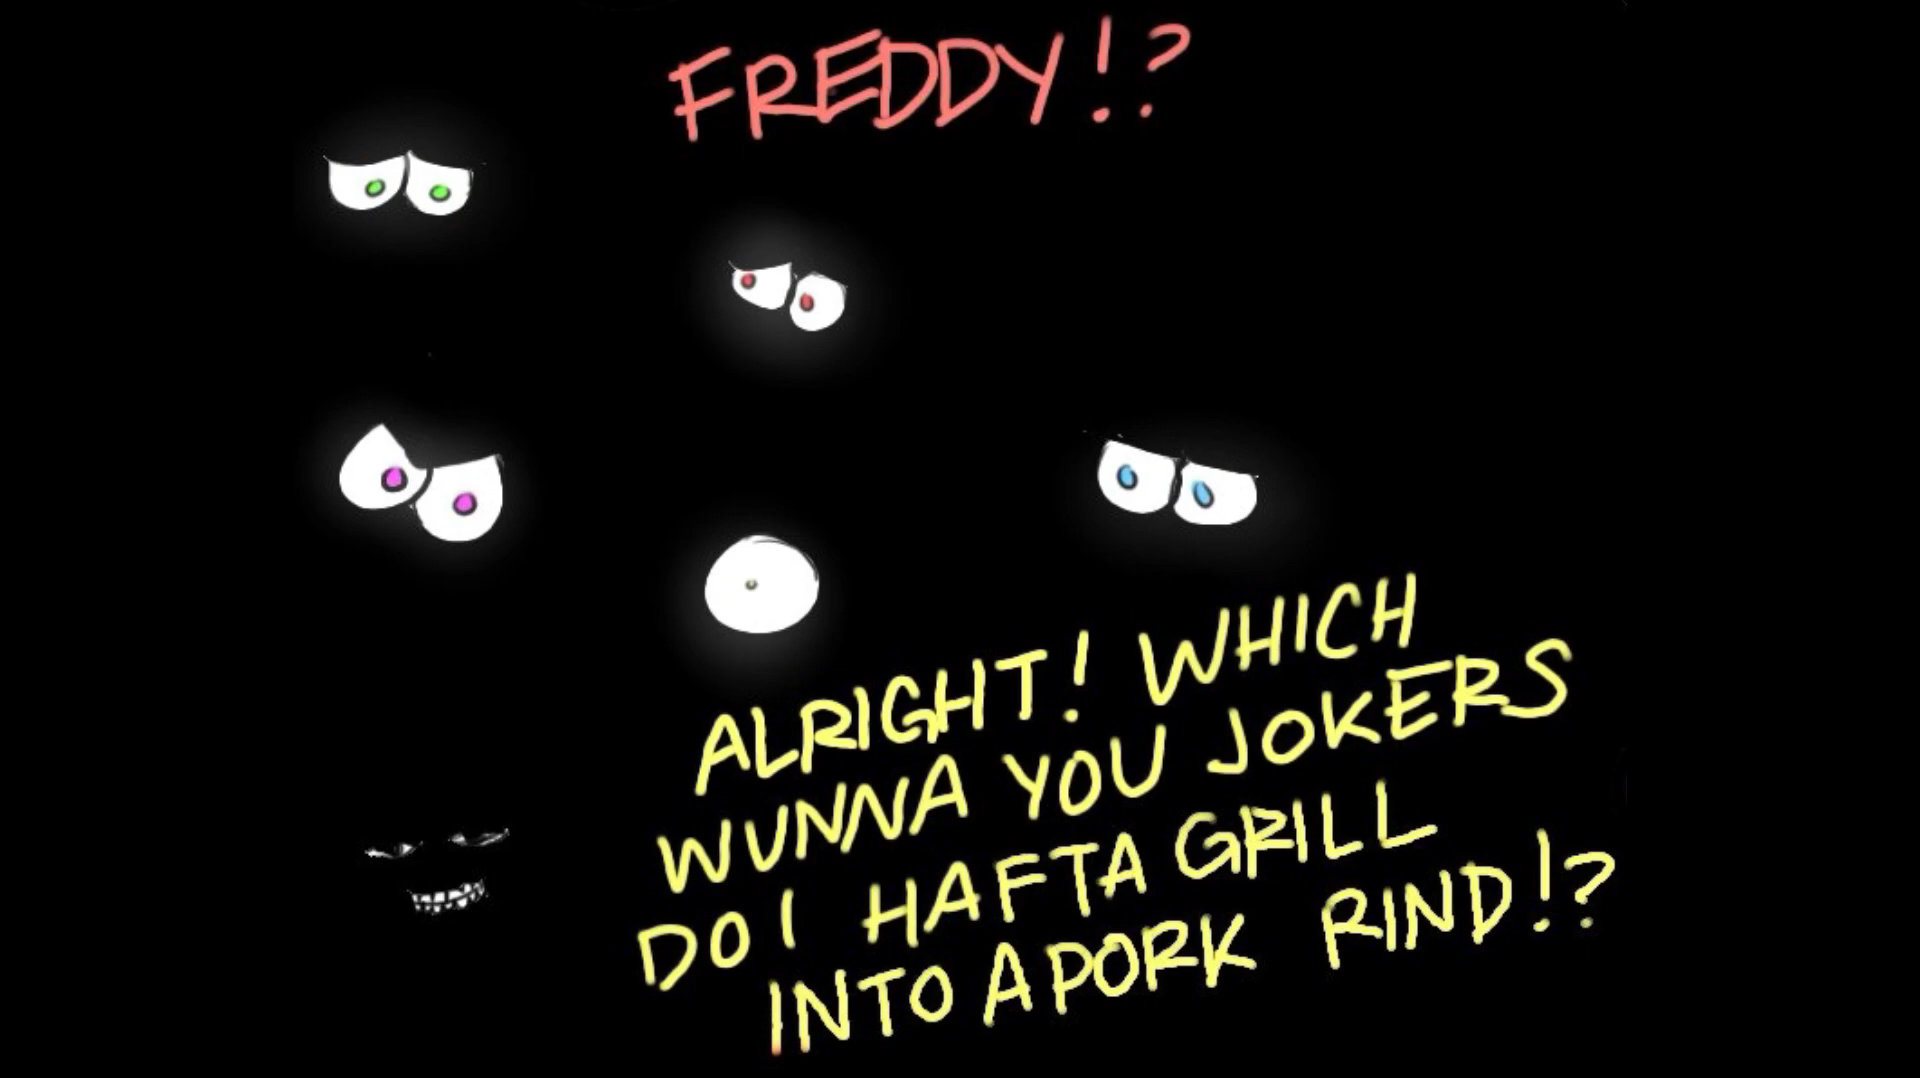 FREDDY!?
ALRIGHT! WHICH
WUNNA YOU JOKERS
DO I HAFTA GRILL
INTO A PORK RIND!?